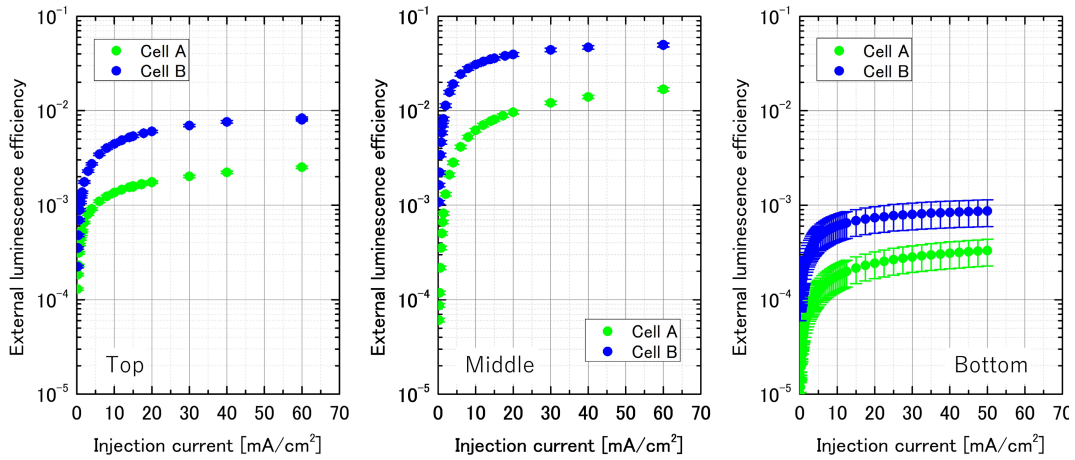 External luminescence efficiency
10⁻¹
10⁻²
10⁻³
10⁻⁴
10⁻⁵
Cell A
Cell B
Top
0 10 20 30 40 50 60 70
Injection current [mA/cm²]
External luminescence efficiency
10⁻¹
10⁻²
10⁻³
10⁻⁴
10⁻⁵
Cell A
Cell B
Middle
0 10 20 30 40 50 60 70
Injection current [mA/cm²]
External luminescence efficiency
10⁻¹
10⁻²
10⁻³
10⁻⁴
10⁻⁵
Cell A
Cell B
Bottom
0 10 20 30 40 50 60 70
Injection current [mA/cm²]